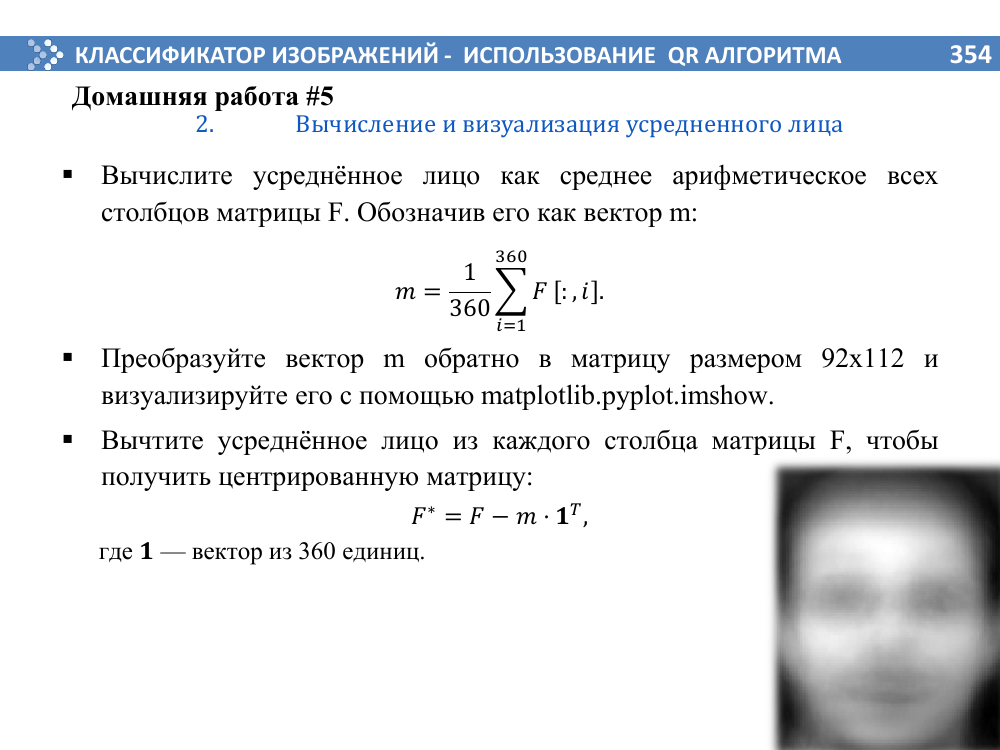 КЛАССИФИКАТОР ИЗОБРАЖЕНИЙ - ИСПОЛЬЗОВАНИЕ QR АЛГОРИТМА 354
Домашняя работа #5
2. Вычисление и визуализация усредненного лица
▪ Вычислите усреднённое лицо как среднее арифметическое всех
столбцов матрицы F. Обозначив его как вектор m:
m = \frac{1}{360} \sum_{i=1}^{360} F [:, i].
▪ Преобразуйте вектор m обратно в матрицу размером 92x112 и
визуализируйте его с помощью matplotlib.pyplot.imshow.
▪ Вычтите усреднённое лицо из каждого столбца матрицы F, чтобы
получить центрированную матрицу:
F* = F − m · 𝟏^T,
где 𝟏 — вектор из 360 единиц.